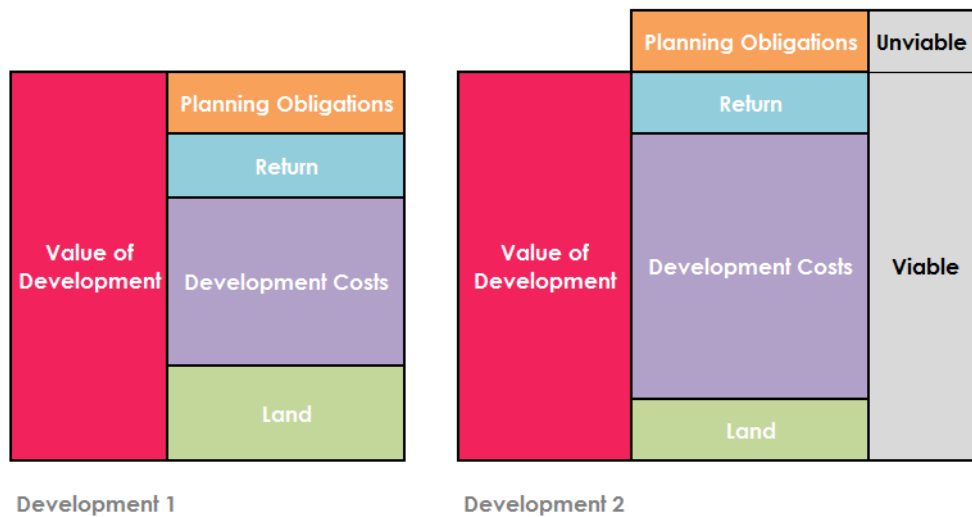 Planning Obligations
Unviable
Planning Obligations
Return
Return
Value of
Development
Development Costs
Value of
Development
Development Costs
Viable
Land
Land
Development 1
Development 2